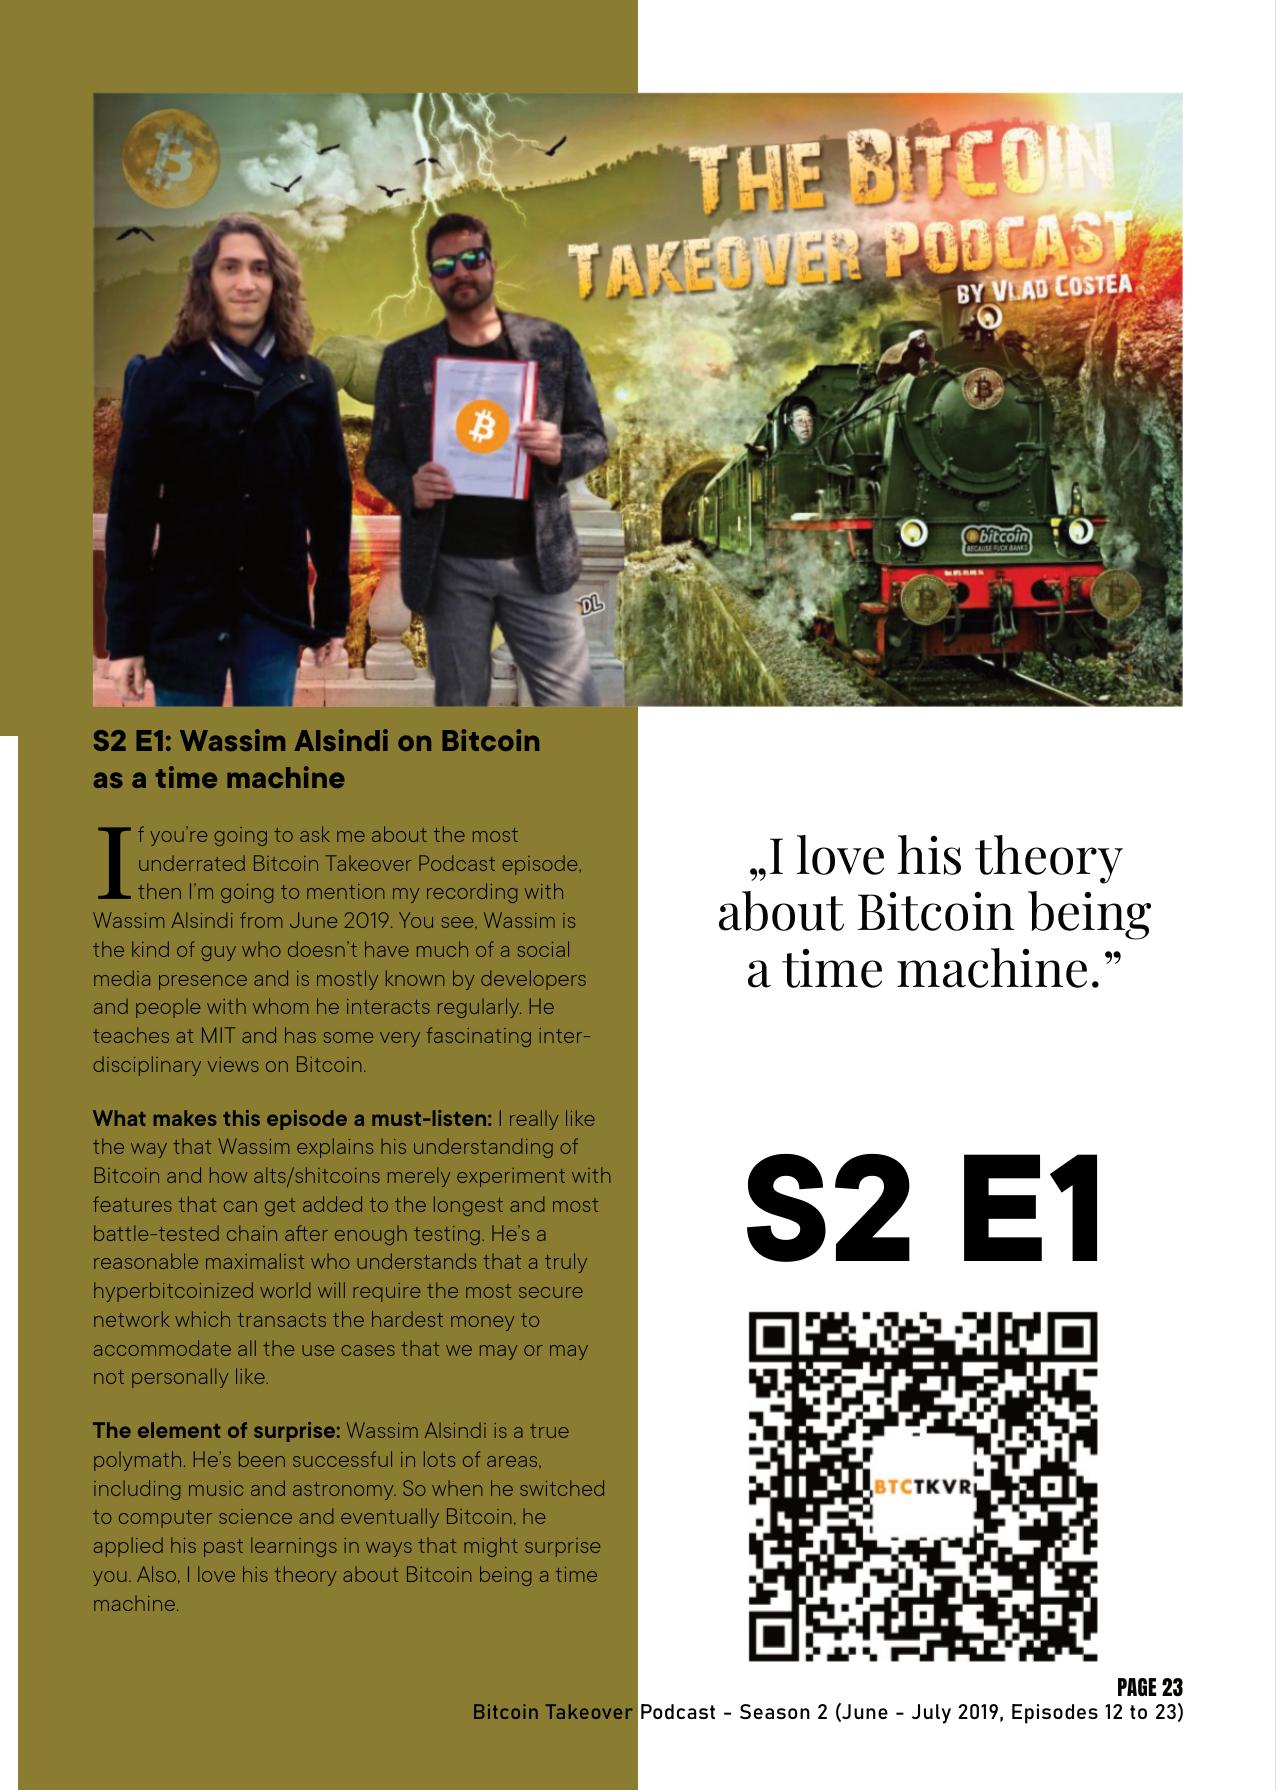 THE BITCOIN
TAKEOVER PODCAST
BY VLAD COSTEA
bitcoin
BECAUSE FUCK BANKS
DL
S2 E1: Wassim Alsindi on Bitcoin
as a time machine
If you're going to ask me about the most
underrated Bitcoin Takeover Podcast episode,
then I'm going to mention my recording with
Wassim Alsindi from June 2019. You see, Wassim is
the kind of guy who doesn't have much of a social
media presence and is mostly known by developers
and people with whom he interacts regularly. He
teaches at MIT and has some very fascinating inter-
disciplinary views on Bitcoin.
What makes this episode a must-listen: I really like
the way that Wassim explains his understanding of
Bitcoin and how alts/shitcoins merely experiment with
features that can get added to the longest and most
battle-tested chain after enough testing. He's a
reasonable maximalist who understands that a truly
hyperbitcoinized world will require the most secure
network which transacts the hardest money to
accommodate all the use cases that we may or may
not personally like.
The element of surprise: Wassim Alsindi is a true
polymath. He's been successful in lots of areas,
including music and astronomy. So when he switched
to computer science and eventually Bitcoin, he
applied his past learnings in ways that might surprise
you. Also, I love his theory about Bitcoin being a time
machine.
„I love his theory
about Bitcoin being
a time machine.”
S2 E1
BTCTKVR
PAGE 23
Bitcoin Takeover Podcast - Season 2 (June - July 2019, Episodes 12 to 23)